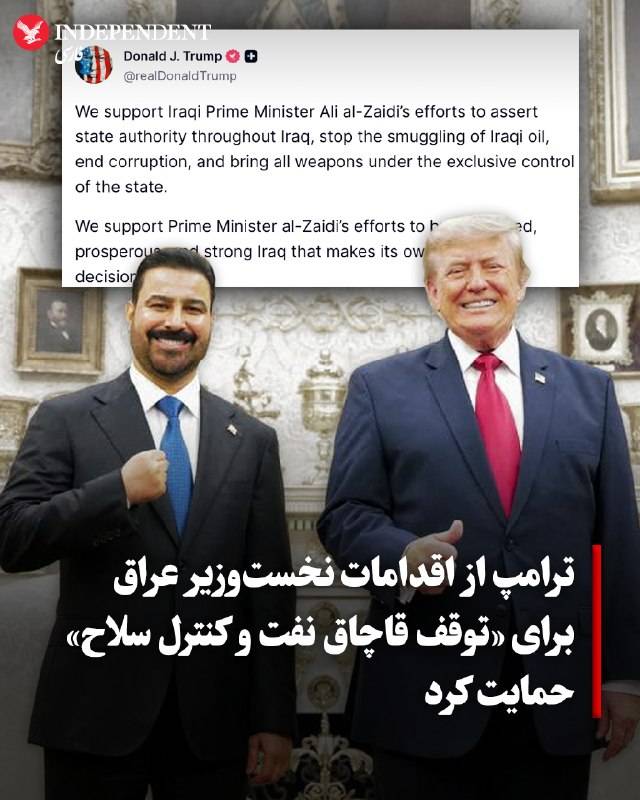 INDEPENDENT
فارسی
Donald J. Trump
@realDonaldTrump
We support Iraqi Prime Minister Ali al-Zaidi's efforts to assert
state authority throughout Iraq, stop the smuggling of Iraqi oil,
end corruption, and bring all weapons under the exclusive control
of the state.
We support Prime Minister al-Zaidi's efforts to
prosperous strong Iraq that makes its
ترامپ از اقدامات نخست‌وزیر عراق
برای «توقف قاچاق نفت و کنترل سلاح»
حمایت کرد